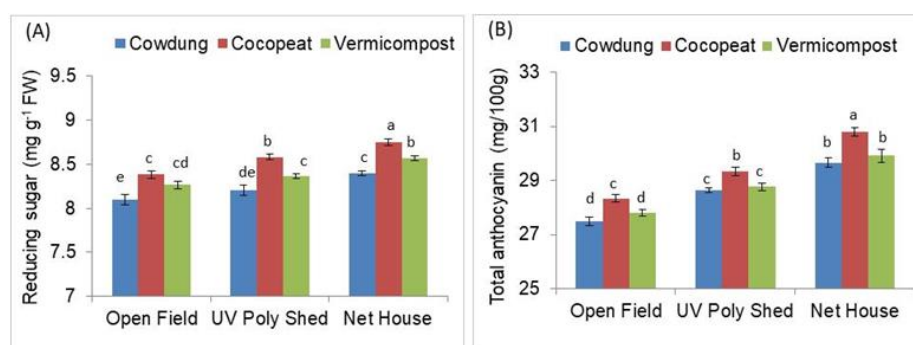 (A)
Cowdung Cocopeat Vermicompost
Reducing sugar (mg g⁻¹ FW)
9.5
9
8.5
8
7.5
7
e c cd
de b c
c a b
Open Field UV Poly Shed Net House
(B)
Cowdung Cocopeat Vermicompost
Total anthocyanin (mg/100g)
33
31
29
27
25
d c d
c b c
b a b
Open Field UV Poly Shed Net House